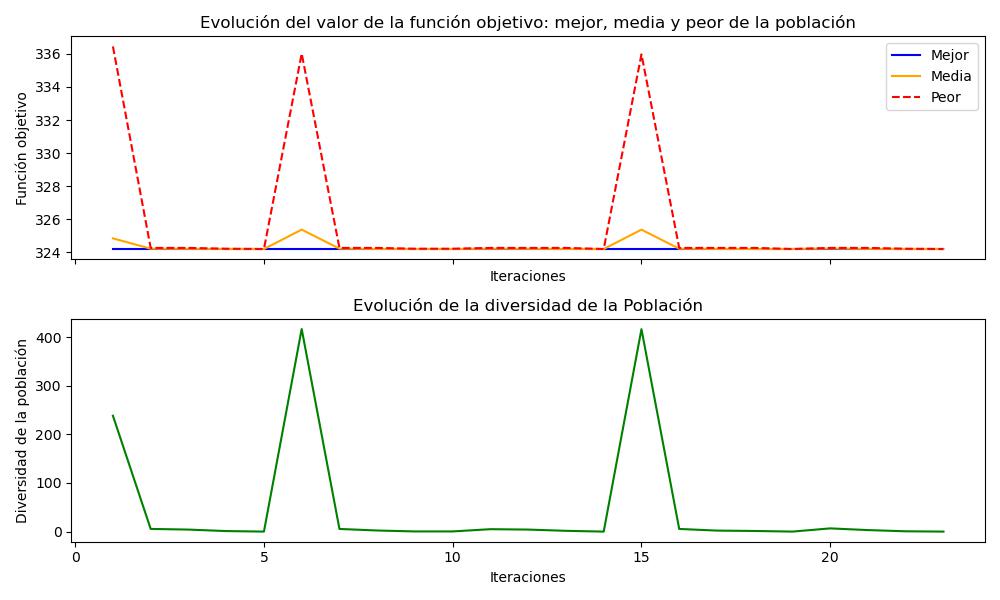 Evolución del valor de la función objetivo: mejor, media y peor de la población
336
334
332
330
328
326
324
Función objetivo
Mejor
Media
Peor
Iteraciones
Evolución de la diversidad de la Población
400
300
200
100
0
Diversidad de la población
0 5 10 15 20
Iteraciones